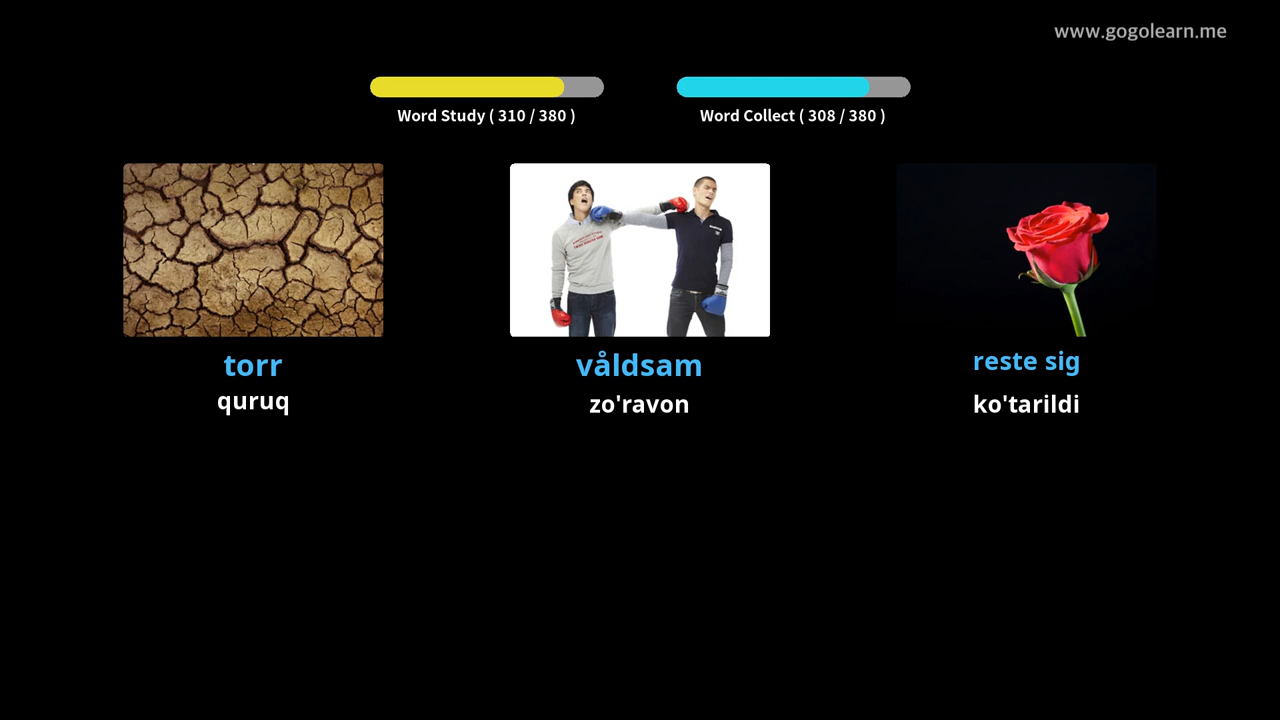 www.gogolearn.me
Word Study ( 310 / 380 )
Word Collect ( 308 / 380 )
torr
quruq
våldsam
zo'ravon
reste sig
ko'tarildi